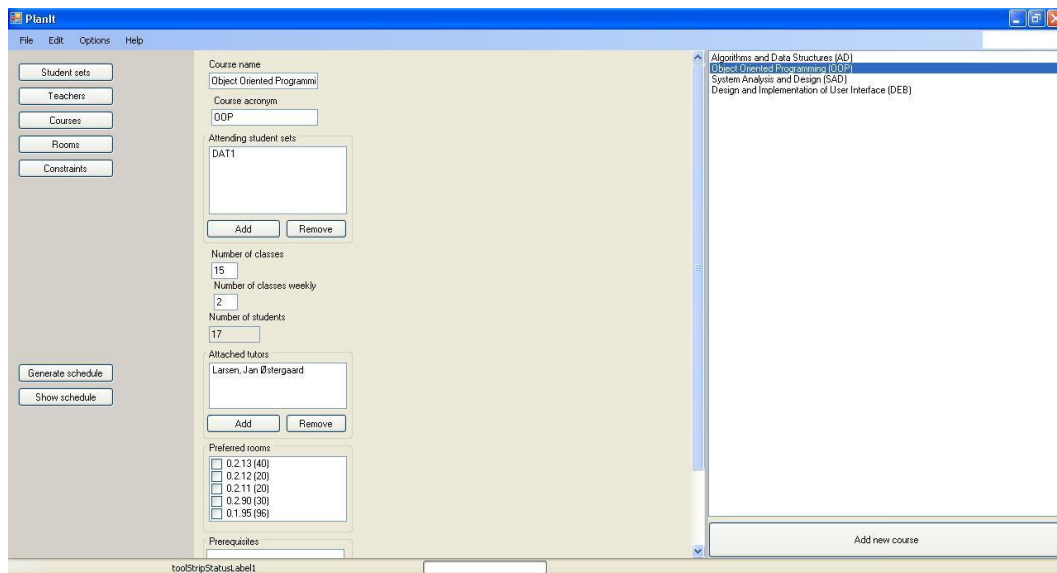 PlanIt
File Edit Options Help
Student sets
Teachers
Courses
Rooms
Constraints
Generate schedule
Show schedule
Course name
Object Oriented Programmi
Course acronym
OOP
Attending student sets
DAT1
Add Remove
Number of classes
15
Number of classes weekly
2
Number of students
17
Attached tutors
Larsen, Jan Østergaard
Add Remove
Preferred rooms
0.2.13 (40)
0.2.12 (20)
0.2.11 (20)
0.2.90 (30)
0.1.95 (96)
Prerequisites
Algorithms and Data Structures (AD)
Object Oriented Programming (OOP)
System Analysis and Design (SAD)
Design and Implementation of User Interface (DEB)
Add new course
toolStripStatusLabel1